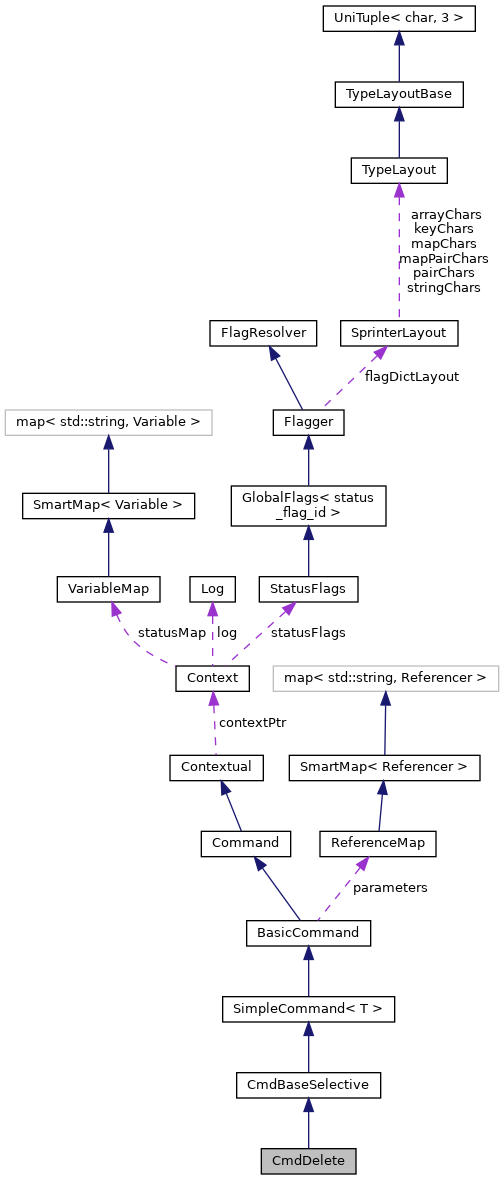 UniTuple< char, 3 >
TypeLayoutBase
TypeLayout
arrayChars
keyChars
mapChars
mapPairChars
pairChars
stringChars
FlagResolver
SprinterLayout
flagDictLayout
map< std::string, Variable >
Flagger
SmartMap< Variable >
GlobalFlags< status
_flag_id >
VariableMap
Log
StatusFlags
statusMap
log
statusFlags
Context
map< std::string, Referencer >
contextPtr
Contextual
SmartMap< Referencer >
Command
ReferenceMap
parameters
BasicCommand
SimpleCommand< T >
CmdBaseSelective
CmdDelete